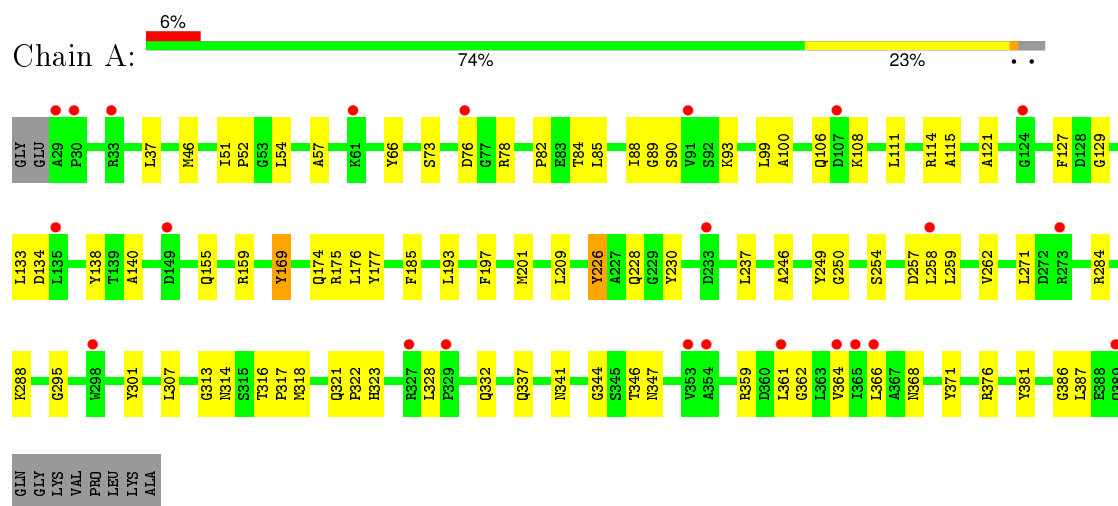 6%
Chain A:
74% 23% • •
GLY GLU A29 P30 R33 L37 M46 I51 P52 G53 L54 A57 K61 Y66 S73 D76 G77 R78 P82 E83 T84 L85 I88 G89 S90 V91 S92 K93 L99 A100 Q106 D107 K108 L111 R114 A115 A121 G124 F127 D128 G129
L133 D134 L135 Y138 T139 A140 D149 Q155 R159 Y169 Q174 R175 L176 Y177 F185 L193 F197 M201 L209 Y226 A227 Q228 G229 Y230 D233 L237 A246 Y249 G250 S254 D257 L258 L259 V262 L271 D272 R273 R284
K288 G295 W298 Y301 L307 G313 N314 S315 T316 P317 M318 Q321 P322 H323 R327 L328 P329 Q332 Q337 N341 G344 S345 T346 N347 V353 A354 R359 D360 L361 G362 L363 V364 I365 L366 A367 N368 Y371 R376 Y381 G386 L387 E388
GLN GLY LYS VAL PRO LEU LYS ALA